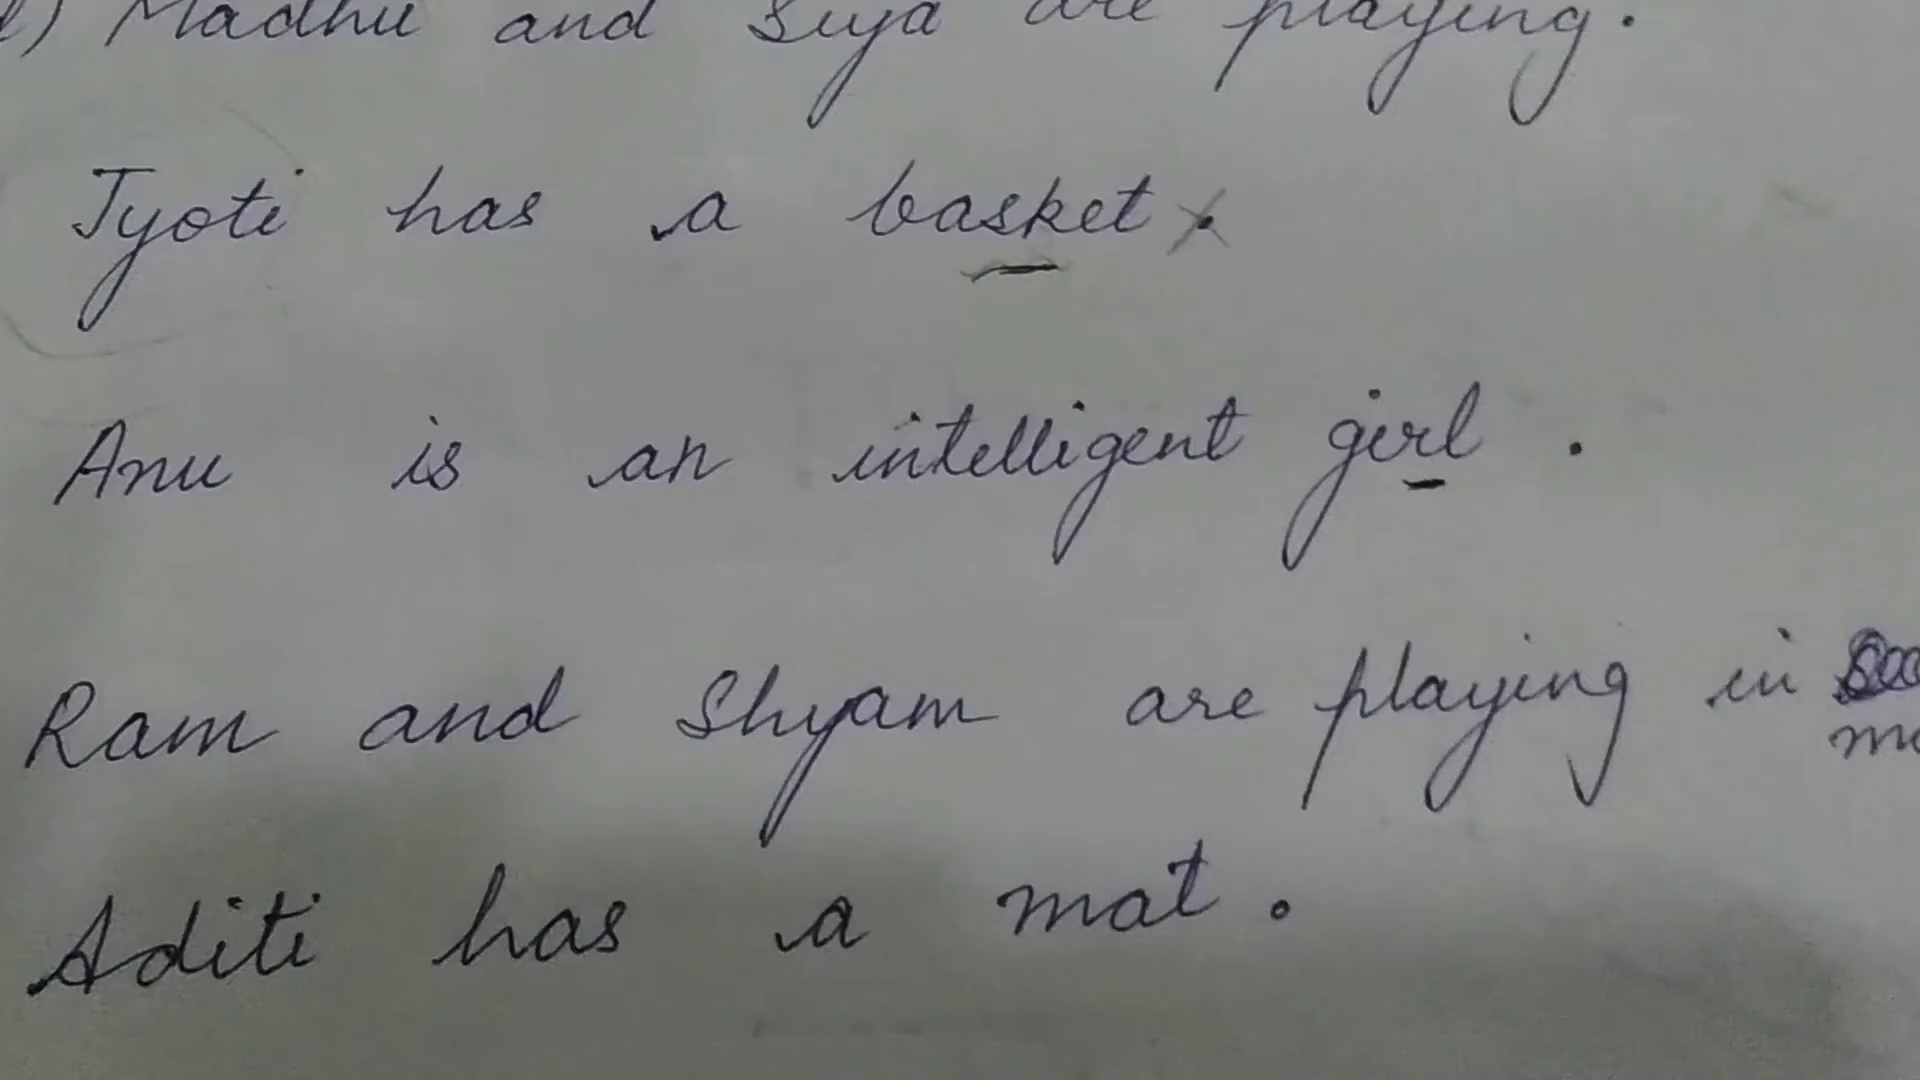 Madhu and Siya are playing.
Jyoti has a basket.
Anu is an intelligent girl.
Ram and Shyam are playing in
Aditi has a mat.